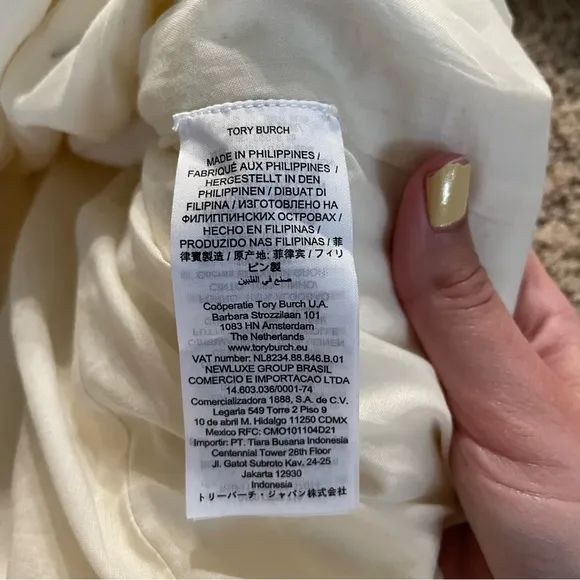 TORY BURCH
MADE IN PHILIPPINES /
FABRIQUÉ AUX PHILIPPINES /
HERGESTELLT IN DEN
PHILIPPINEN / DIBUAT DI
FILIPINA / ИЗГОТОВЛЕНО НА
ФИЛИППИНСКИХ ОСТРОВАХ /
HECHO EN FILIPINAS /
PRODUZIDO NAS FILIPINAS / 菲
律賓製造 / 原产地: 菲律宾 / フィリ
ピン製
صنع في الفلبين
Coöperatie Tory Burch U.A.
Barbara Strozzilaan 101
1083 HN Amsterdam
The Netherlands
www.toryburch.eu
VAT number: NL8234.88.846.B.01
NEWLUXE GROUP BRASIL
COMERCIO E IMPORTACAO LTDA
14.603.036/0001-74
Comercializadora 1888, S.A. de C.V.
Legaria 549 Torre 2 Piso 9
10 de abril M. Hidalgo 11250 CDMX
Mexico RFC: CMO101104D21
Importir: PT. Tiara Busana Indonesia
Centennial Tower 28th Floor
Jl. Gatot Subroto Kav. 24-25
Jakarta 12930
Indonesia
トリーバーチ・ジャパン株式会社